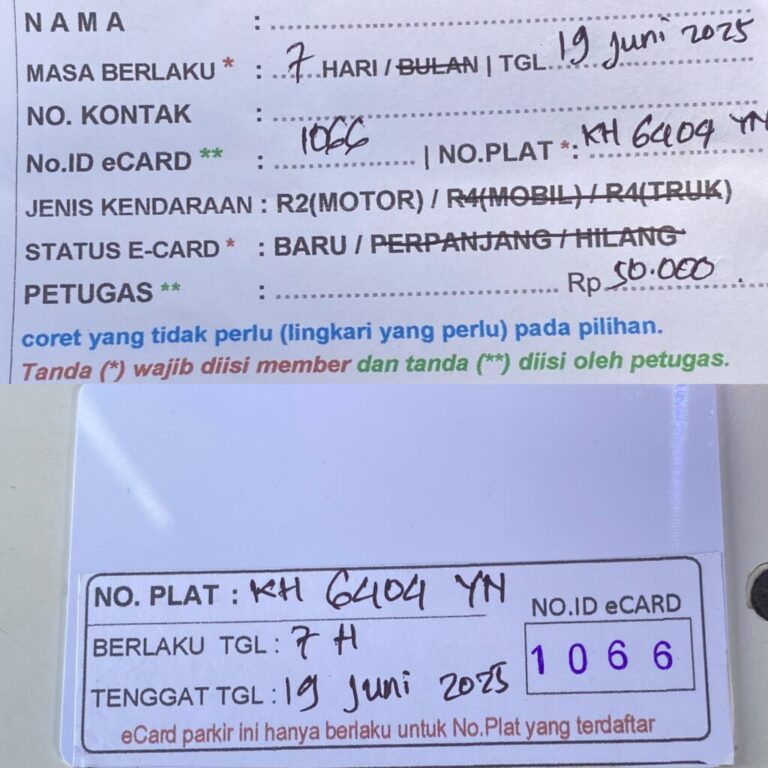 NAMA :
MASA BERLAKU * : 7 HARI / BULAN | TGL 19 Juni 2025
NO. KONTAK :
No.ID eCARD ** : 1066 | NO.PLAT *: KH 6404 YN
JENIS KENDARAAN : R2(MOTOR) / R4(MOBIL) / R4(TRUK)
STATUS E-CARD * : BARU / PERPANJANG / HILANG
PETUGAS ** : Rp 50.000
coret yang tidak perlu (lingkari yang perlu) pada pilihan.
Tanda (*) wajib diisi member dan tanda (**) diisi oleh petugas.
NO. PLAT : KH 6404 YN
NO.ID eCARD
BERLAKU TGL : 7 H
1066
TENGGAT TGL : 19 Juni 2025
eCard parkir ini hanya berlaku untuk No.Plat yang terdaftar